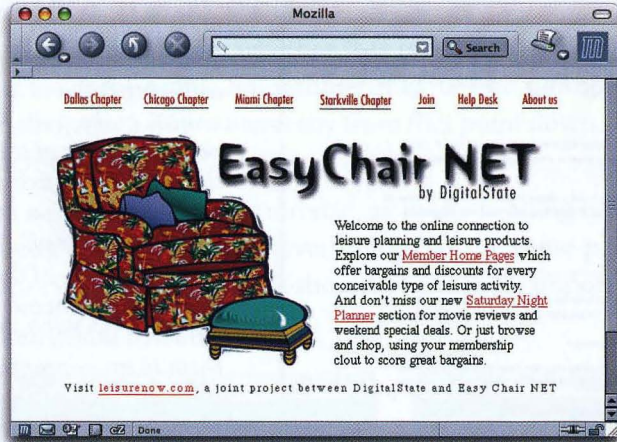 Mozilla
Search
Dallas Chapter Chicago Chapter Miami Chapter Starkville Chapter Join Help Desk About us
EasyChair NET
by DigitalState
Welcome to the online connection to
leisure planning and leisure products.
Explore our Member Home Pages which
offer bargains and discounts for every
conceivable type of leisure activity.
And don't miss our new Saturday Night
Planner section for movie reviews and
weekend special deals. Or just browse
and shop, using your membership
clout to score great bargains.
Visit leisurenow.com, a joint project between DigitalState and Easy Chair NET
Done